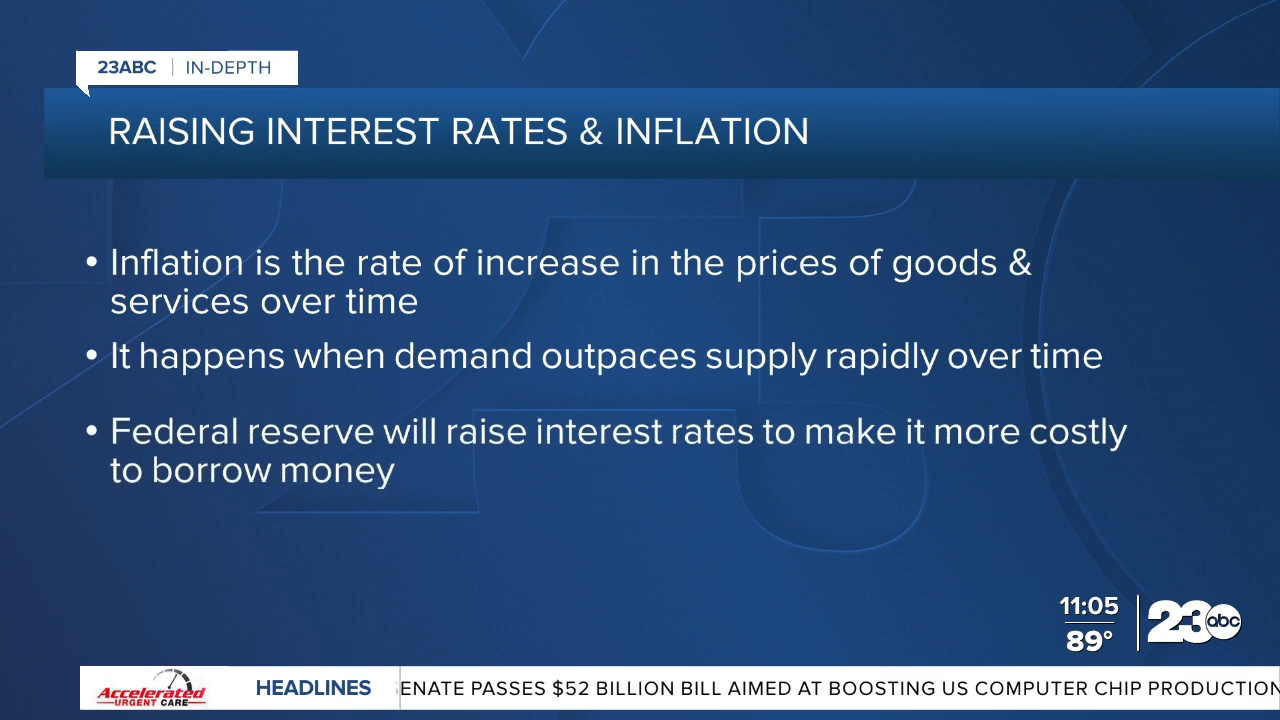 23ABC | IN-DEPTH
RAISING INTEREST RATES & INFLATION
• Inflation is the rate of increase in the prices of goods &
services over time
• It happens when demand outpaces supply rapidly over time
• Federal reserve will raise interest rates to make it more costly
to borrow money
11:05
89°
23 abc
Accelerated
URGENT CARE
HEADLINES
ENATE PASSES $52 BILLION BILL AIMED AT BOOSTING US COMPUTER CHIP PRODUCTION